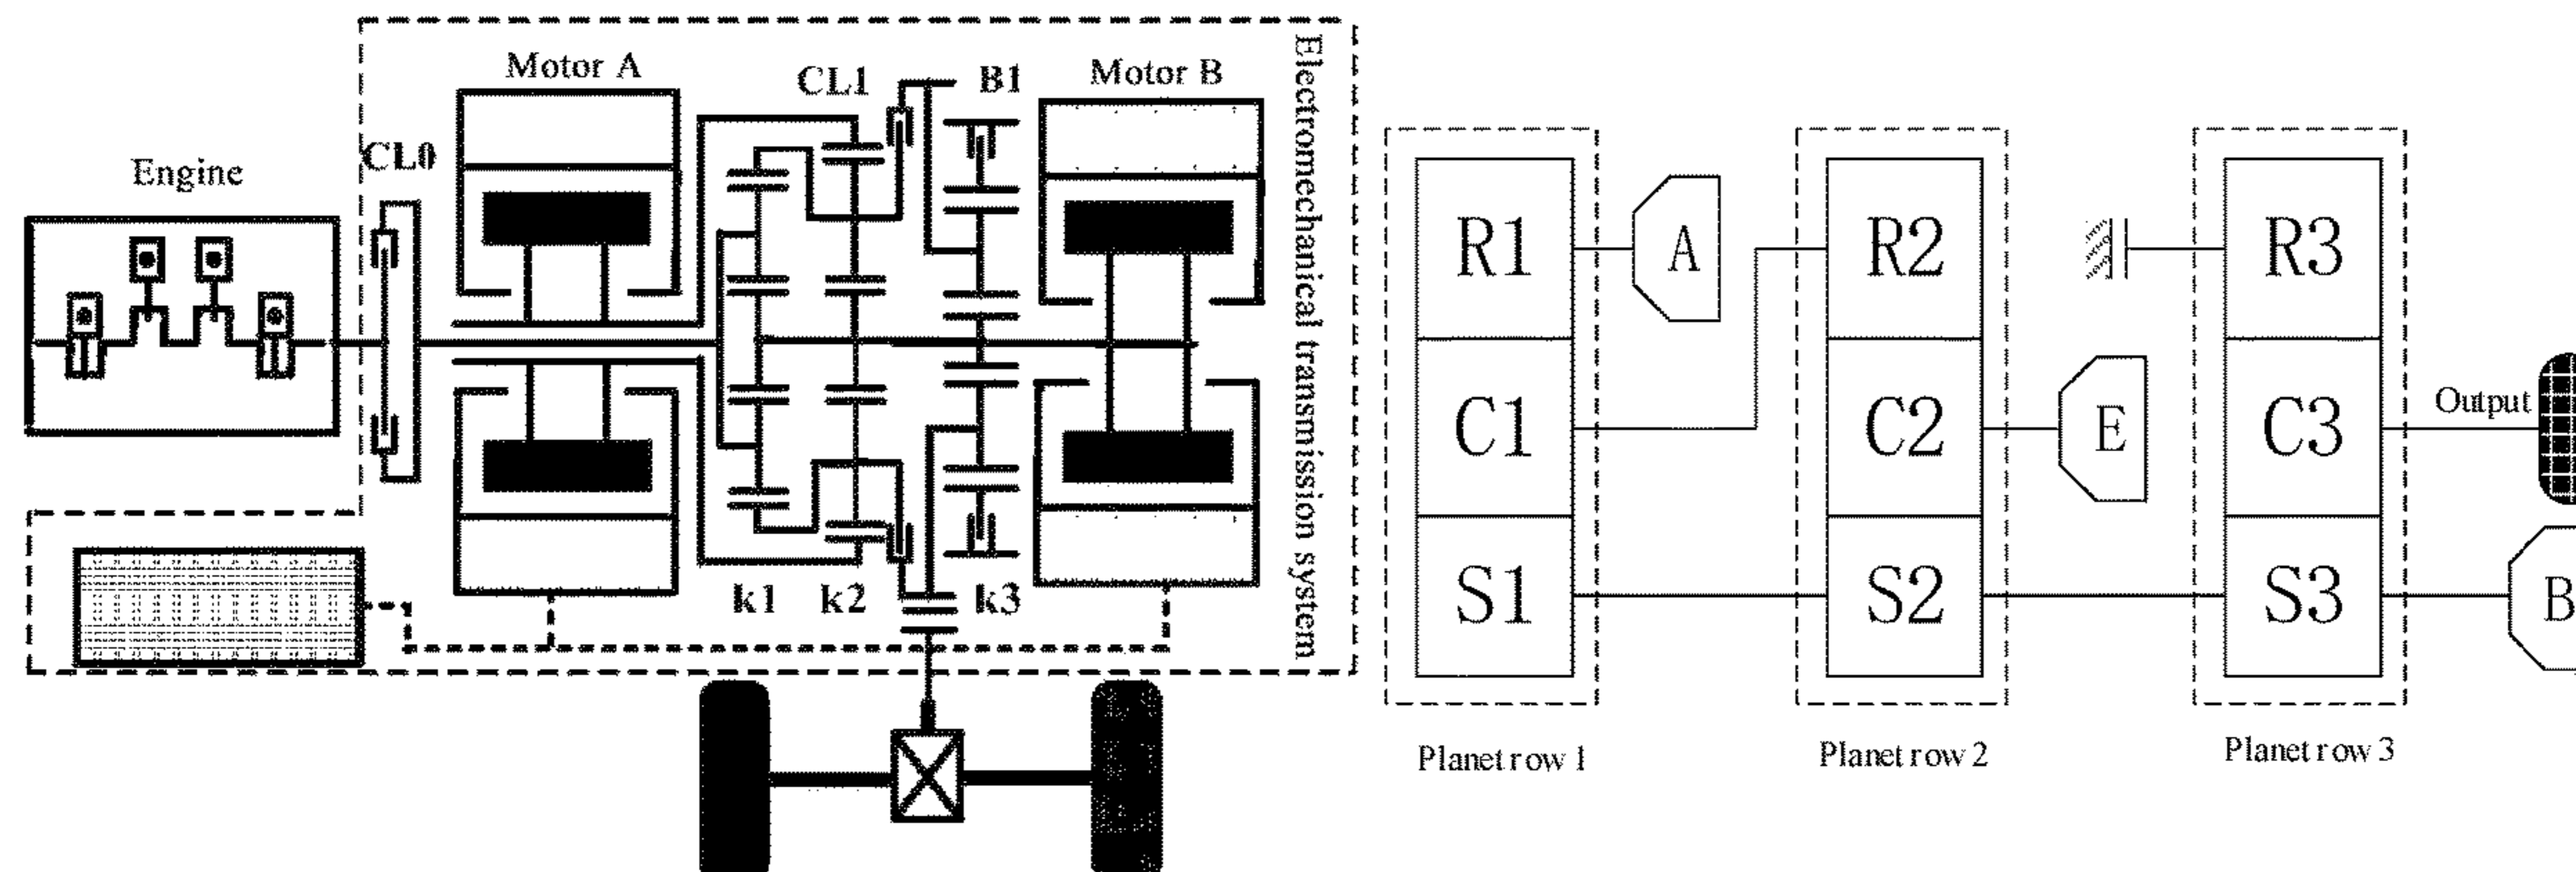 Motor A
CL1
B1
Motor B
Electromechanical transmission system
CL0
Engine
k1
k2
k3
R1
A
R2
R3
C1
C2
E
C3
Output
S1
S2
S3
B
Planet row 1
Planet row 2
Planet row 3